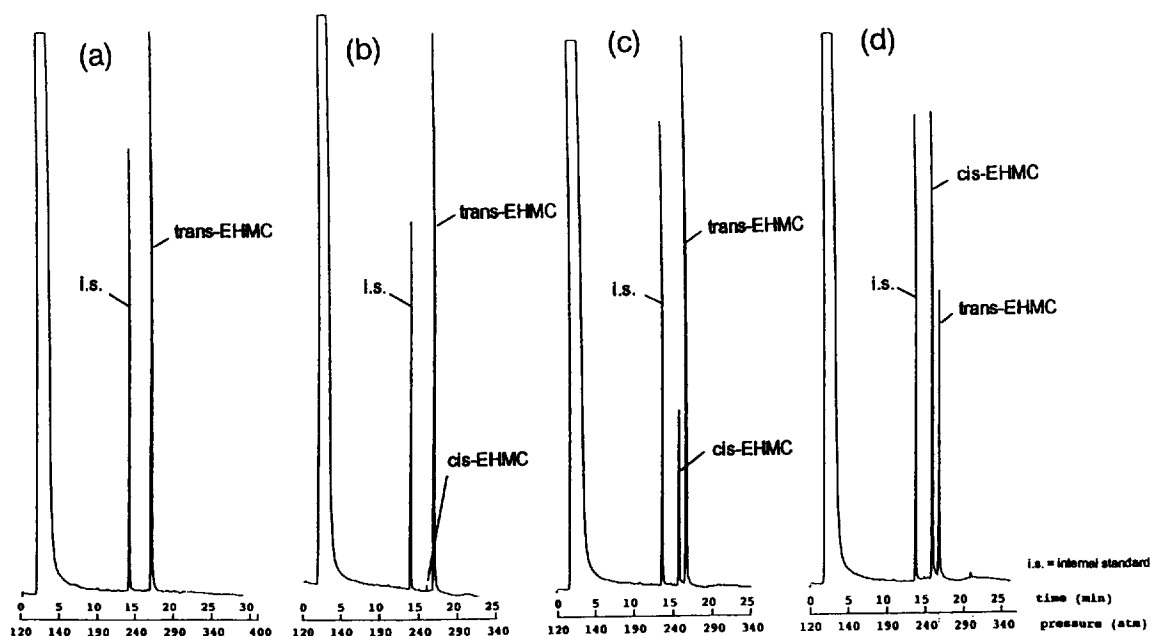 (a)
(b)
(c)
(d)
trans-EHMC
i.s.
trans-EHMC
i.s.
cis-EHMC
trans-EHMC
i.s.
cis-EHMC
cis-EHMC
i.s.
trans-EHMC
i.s. = internal standard
0 5 10 15 20 25 30
120 140 190 240 290 340 400
0 5 10 15 20 25
120 140 190 240 290 340
0 5 10 15 20 25
120 140 190 240 290 340
0 5 10 15 20 25
120 140 190 240 290 340
time (min)
pressure (atm)